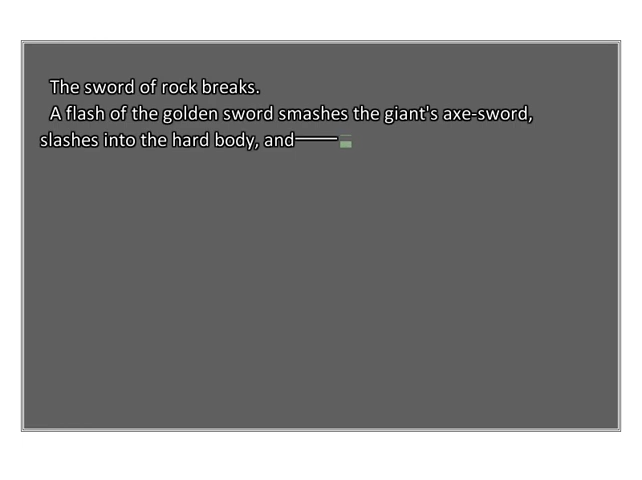 The sword of rock breaks.
A flash of the golden sword smashes the giant's axe-sword,
slashes into the hard body, and———